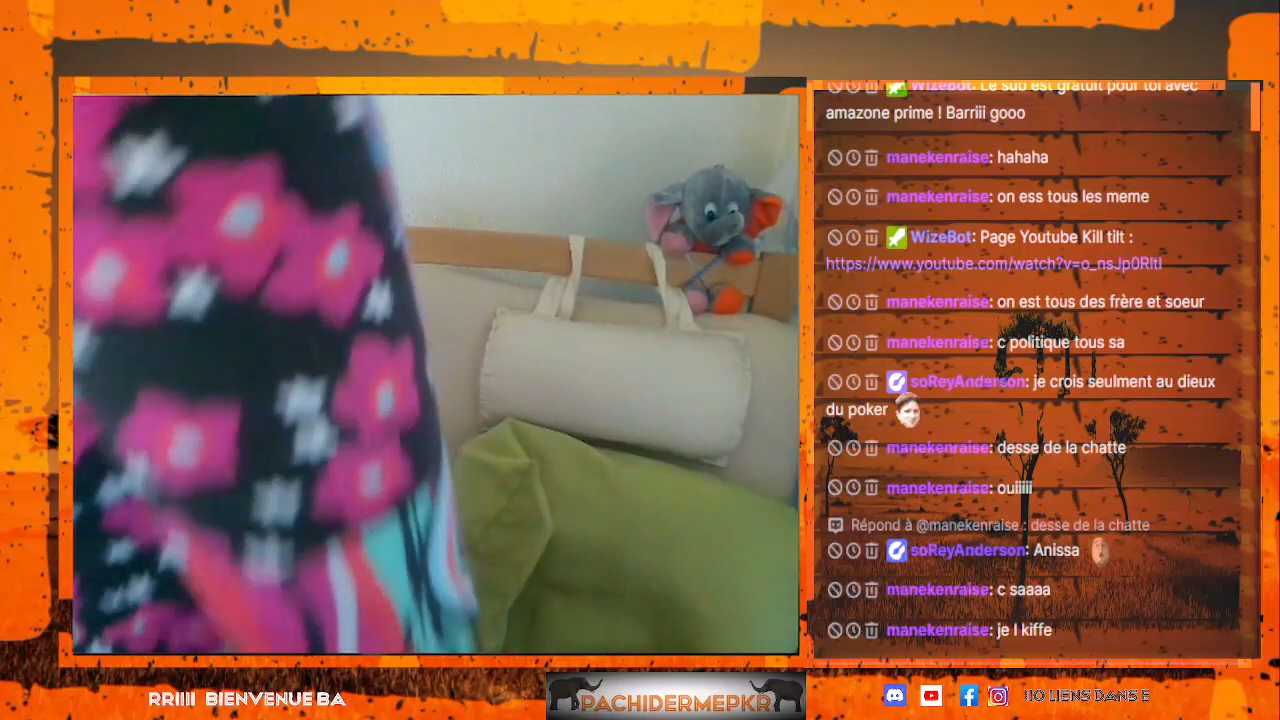 WizeBot: Le sub est gratuit pour toi avec
amazone prime ! Barriii gooo
manekenraise: hahaha
manekenraise: on ess tous les meme
WizeBot: Page Youtube Kill tilt :
https://www.youtube.com/watch?v=o_nsJp0RltI
manekenraise: on est tous des frère et soeur
manekenraise: c politique tous sa
soReyAnderson: je crois seulment au dieux
du poker
manekenraise: desse de la chatte
manekenraise: ouiiiii
Répond à @manekenraise : desse de la chatte
soReyAnderson: Anissa
manekenraise: c saaaa
manekenraise: je l kiffe
RRIIII BIENVENUE BA
PACHIDERMEPKR
LIENS DANS